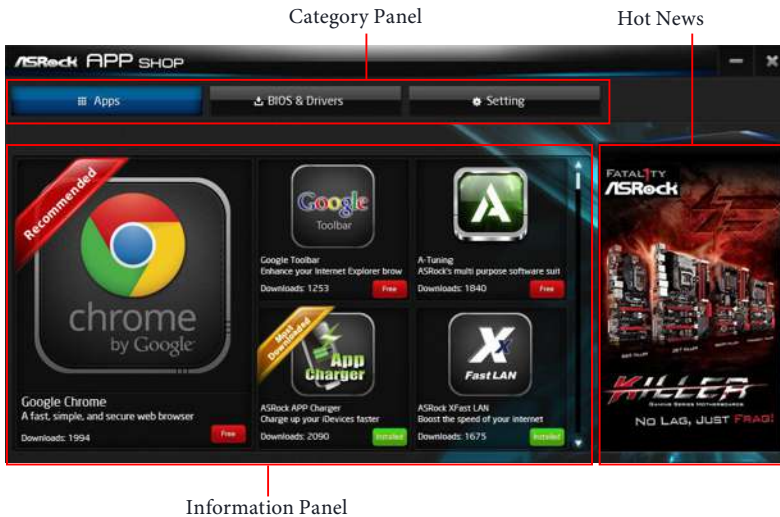 Category Panel
Hot News
ASRock APP SHOP
Apps
BIOS & Drivers
Setting
Recommended
chrome
by Google
Google Chrome
A fast, simple, and secure web browser
Downloads: 1994
Free
Google
Toolbar
Google Toolbar
Enhance your Internet Explorer brow
Downloads: 1253
Free
A-Tuning
ASRock's multi purpose software suit
Downloads: 1840
Free
Most
Downloaded
App
Charger
ASRock APP Charger
Charge up your iDevices faster
Downloads: 2090
Installed
X
Fast LAN
ASRock XFast LAN
Boost the speed of your internet
Downloads: 1675
Installed
FATAL1TY
ASRock
KILLER
GAMING SERIES MOTHERBOARDS
NO LAG, JUST FRAG!
Information Panel